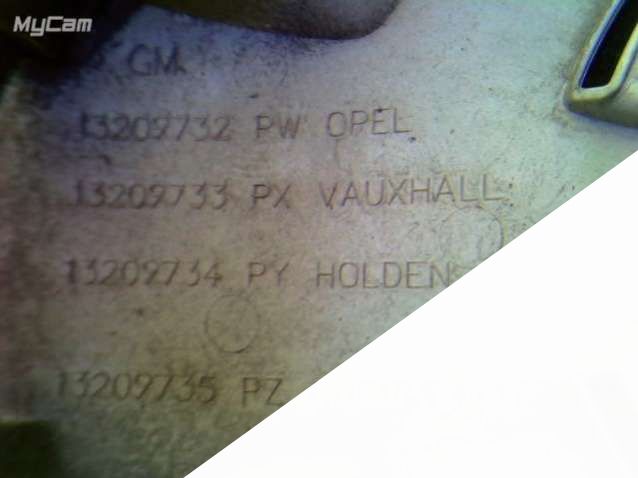 MyCam
GM
13209732 PW OPEL
13209733 PX VAUXHALL
13209734 PY HOLDEN
13209735 PZ